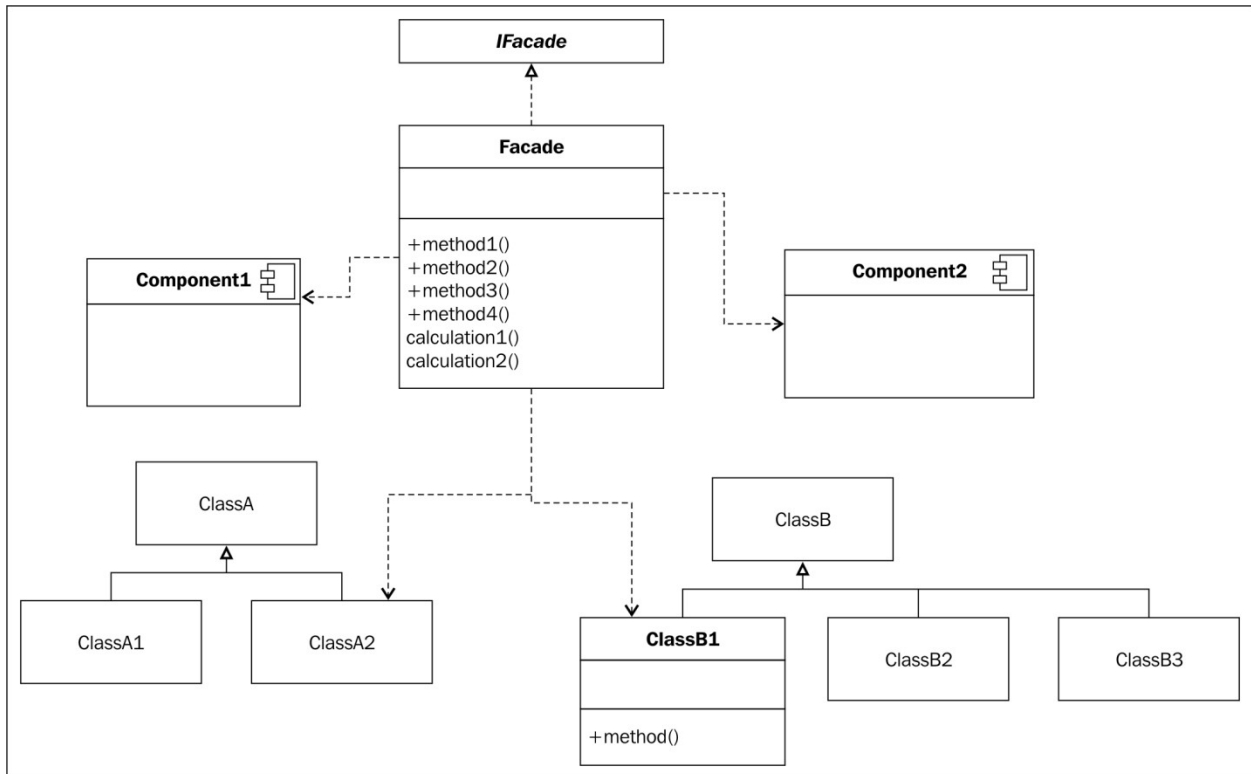 IFacade
Facade
+method1()
+method2()
+method3()
+method4()
calculation1()
calculation2()
Component1
Component2
ClassA
ClassB
ClassA1
ClassA2
ClassB1
+method()
ClassB2
ClassB3